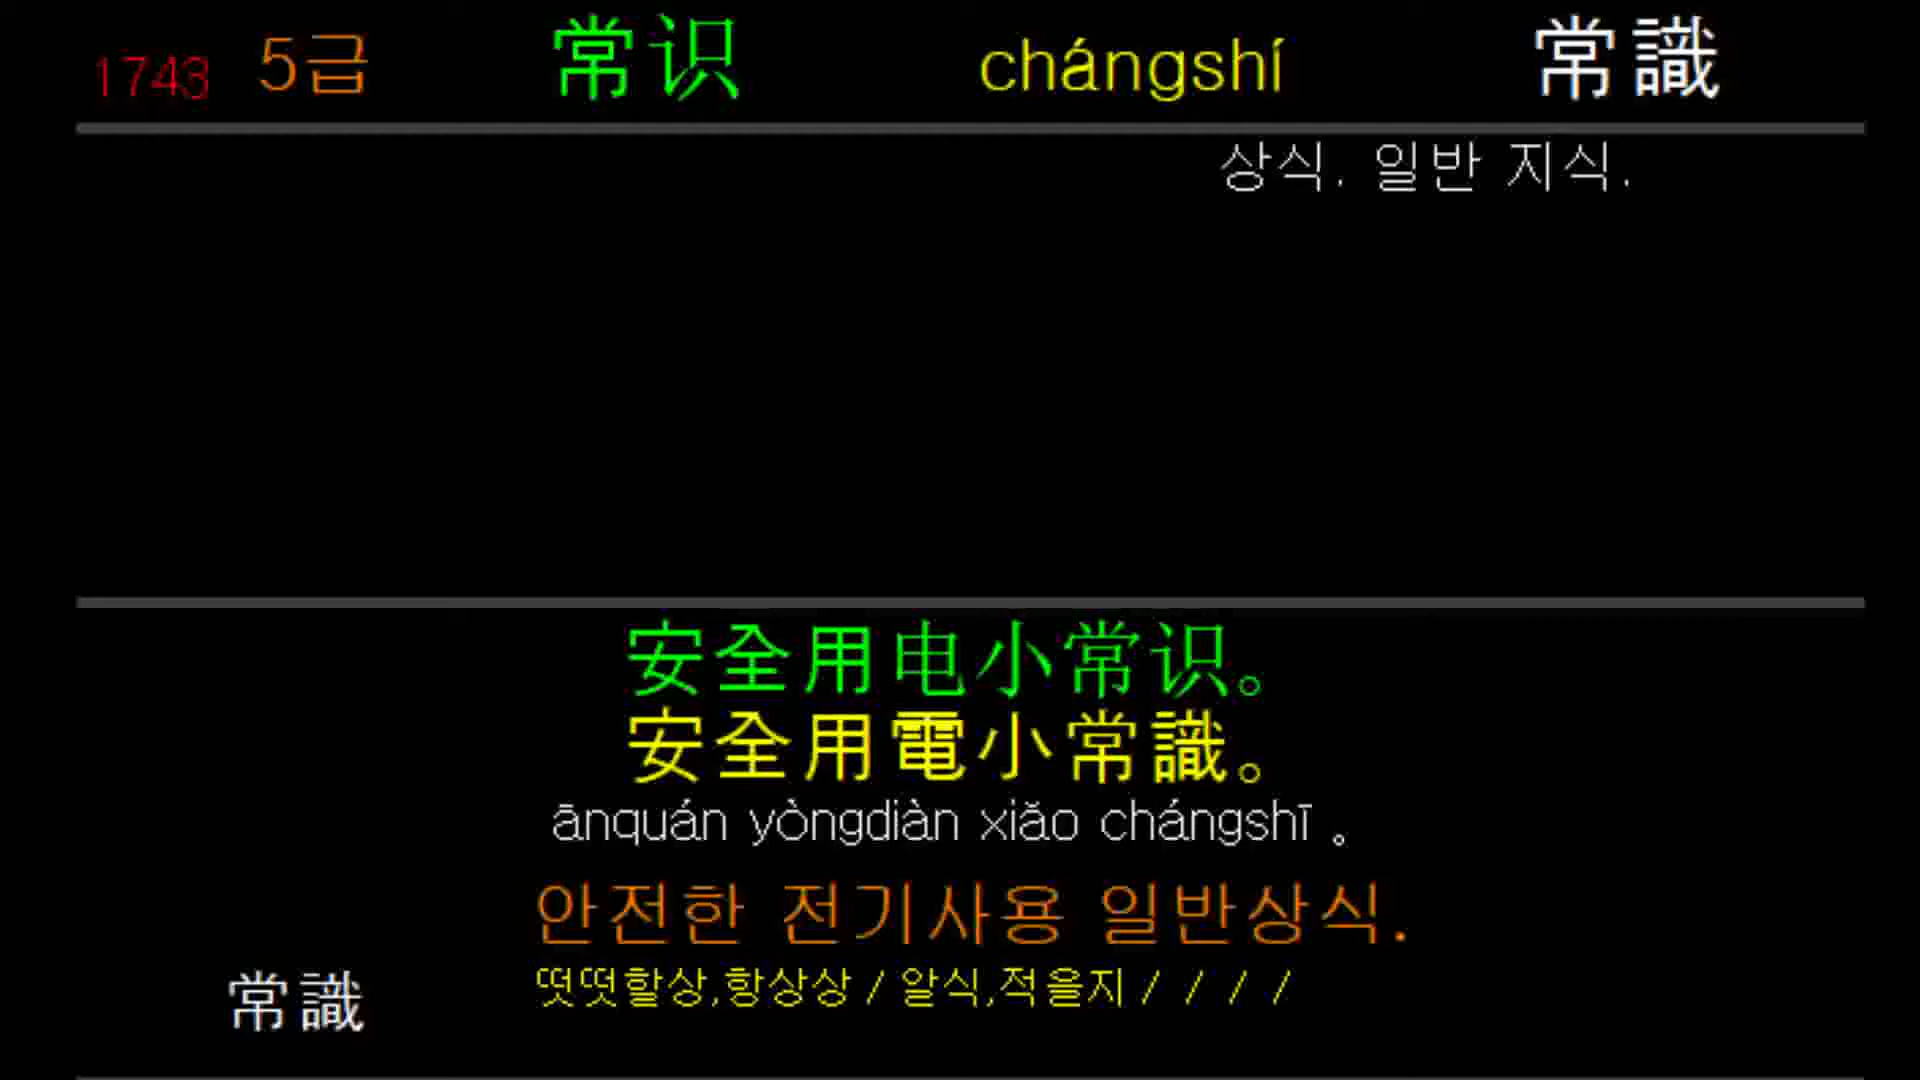 1743 5급 常识 chángshí 常識
상식. 일반 지식.
安全用电小常识。
安全用電小常識。
ānquán yòngdiàn xiǎo chángshī 。
안전한 전기사용 일반상식.
常識 떳떳할상,항상상 / 알식,적을지 / / / /